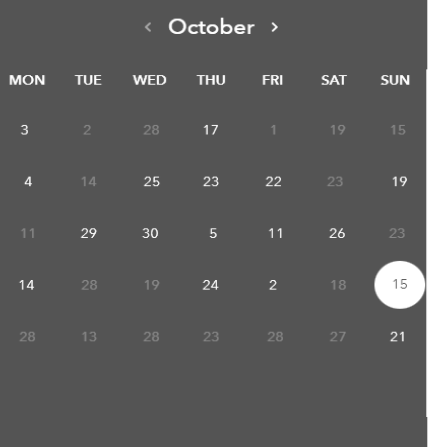 ‹ October ›
MON TUE WED THU FRI SAT SUN
3 2 28 17 1 19 15
4 14 25 23 22 23 19
11 29 30 5 11 26 23
14 28 19 24 2 18 15
28 13 28 23 28 27 21